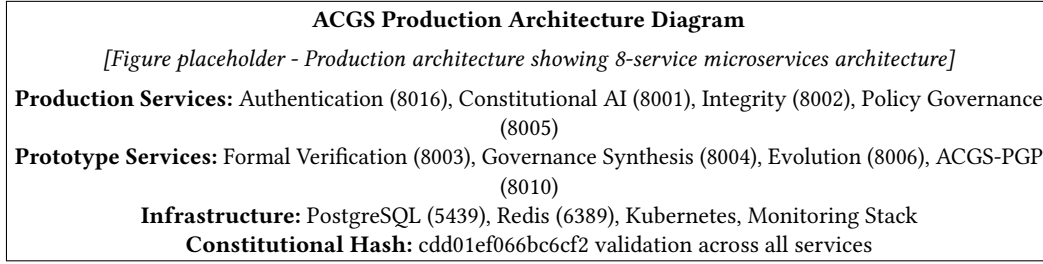 ACGS Production Architecture Diagram
[Figure placeholder - Production architecture showing 8-service microservices architecture]
Production Services: Authentication (8016), Constitutional AI (8001), Integrity (8002), Policy Governance
(8005)
Prototype Services: Formal Verification (8003), Governance Synthesis (8004), Evolution (8006), ACGS-PGP
(8010)
Infrastructure: PostgreSQL (5439), Redis (6389), Kubernetes, Monitoring Stack
Constitutional Hash: cdd01ef066bc6cf2 validation across all services